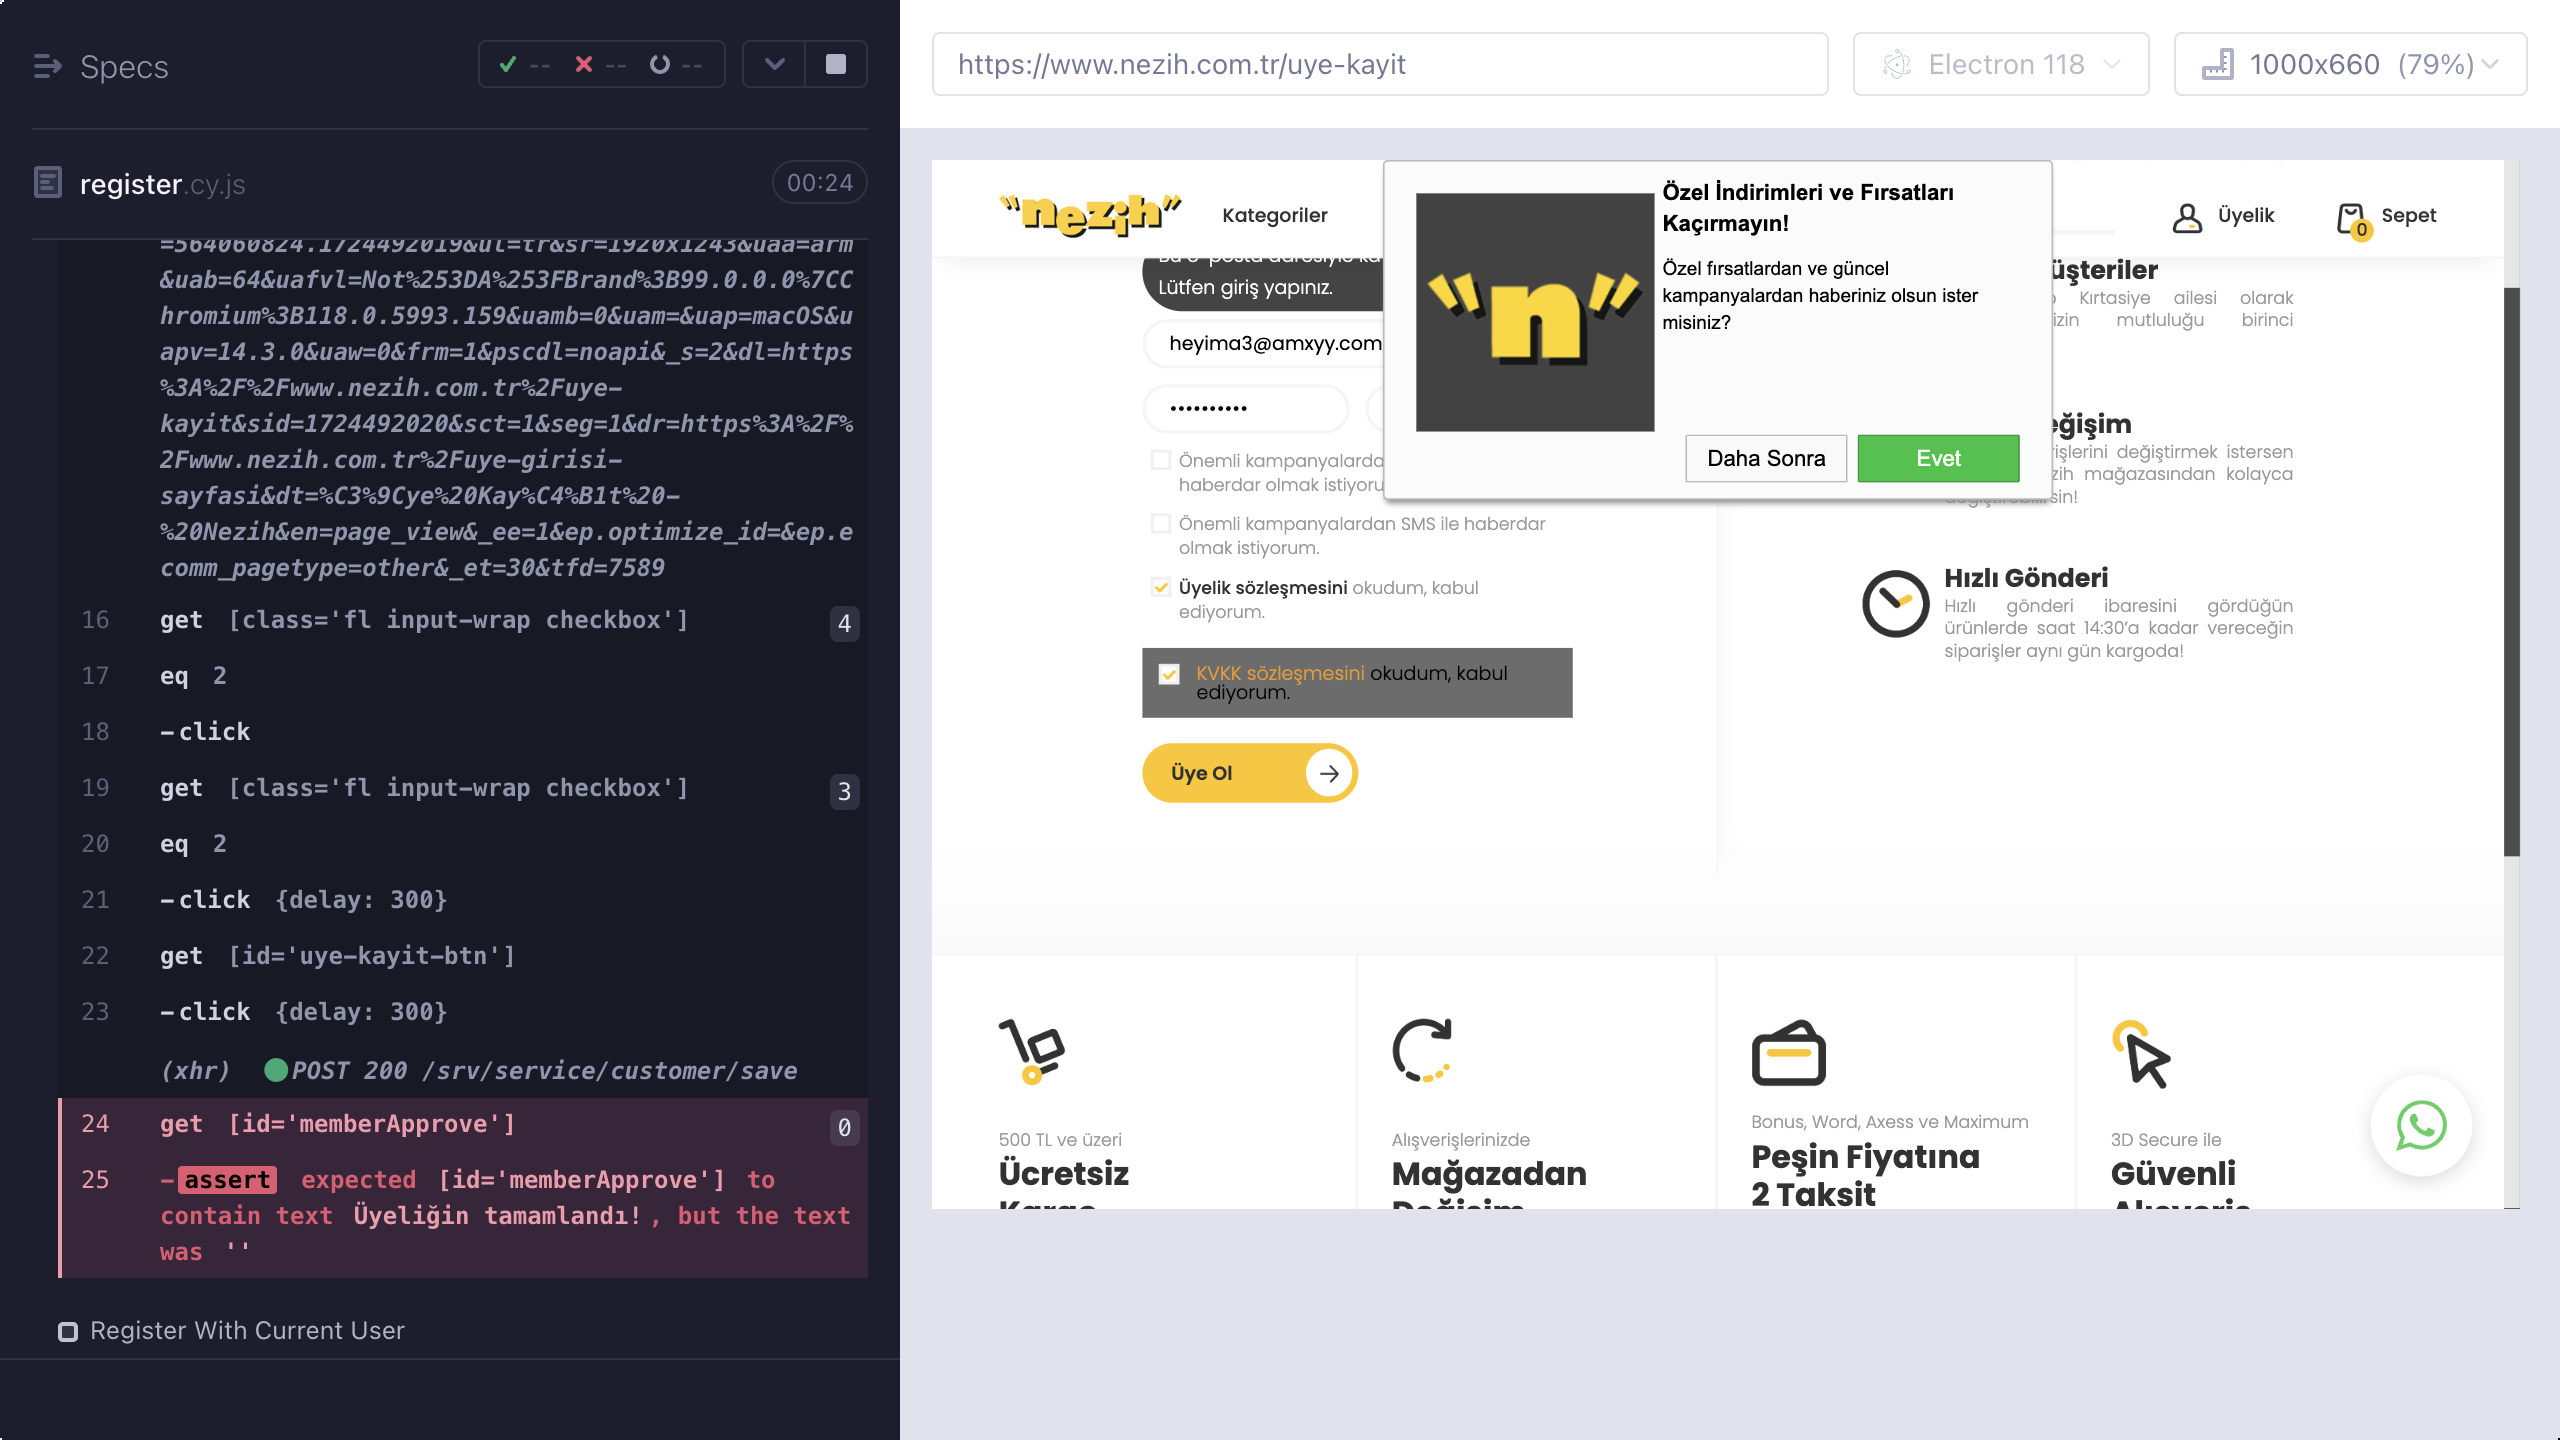 Specs
-- -- --
register.cy.js
00:24
=564060824.1724492019&ul=tr&sr=1920x1243&uaa=arm
&uab=64&uafvl=Not%253DA%253FBrand%3B99.0.0.0%7CC
hromium%3B118.0.5993.159&uamb=0&uam=&uap=macOS&u
apv=14.3.0&uaw=0&frm=1&pscdl=noapi&_s=2&dl=https
%3A%2F%2Fwww.nezih.com.tr%2Fuye-
kayit&sid=1724492020&sct=1&seg=1&dr=https%3A%2F%
2Fwww.nezih.com.tr%2Fuye-girisi-
sayfasi&dt=%C3%9Cye%20Kay%C4%B1t%20-
%20Nezih&en=page_view&_ee=1&ep.optimize_id=&ep.e
comm_pagetype=other&_et=30&tfd=7589
16 get [class='fl input-wrap checkbox'] 4
17 eq 2
18 -click
19 get [class='fl input-wrap checkbox'] 3
20 eq 2
21 -click {delay: 300}
22 get [id='uye-kayit-btn']
23 -click {delay: 300}
(xhr) POST 200 /srv/service/customer/save
24 get [id='memberApprove'] 0
25 -assert expected [id='memberApprove'] to
contain text Üyeliğin tamamlandı!, but the text
was ''
Register With Current User
https://www.nezih.com.tr/uye-kayit
Electron 118
1000x660 (79%)
"nezih"
Kategoriler
Üyelik
0
Sepet
Özel İndirimleri ve Fırsatları
Kaçırmayın!
Özel fırsatlardan ve güncel
kampanyalardan haberiniz olsun ister
misiniz?
"n"
Daha Sonra
Evet
Lütfen giriş yapınız.
heyima3@amxyy.com
••••••••••
Önemli kampanyalarda
haberdar olmak istiyoru
Önemli kampanyalardan SMS ile haberdar
olmak istiyorum.
Üyelik sözleşmesini okudum, kabul
ediyorum.
KVKK sözleşmesini okudum, kabul
ediyorum.
Üye Ol
üşteriler
Kırtasiye ailesi olarak
izin mutluluğu birinci
eğişim
rişlerini değiştirmek istersen
zih mağazasından kolayca
sin!
Hızlı Gönderi
Hızlı gönderi ibaresini gördüğün
ürünlerde saat 14:30'a kadar vereceğin
siparişler aynı gün kargoda!
500 TL ve üzeri
Ücretsiz
Kargo
Alışverişlerinizde
Mağazadan
Değişim
Bonus, Word, Axess ve Maximum
Peşin Fiyatına
2 Taksit
3D Secure ile
Güvenli
Alışveriş